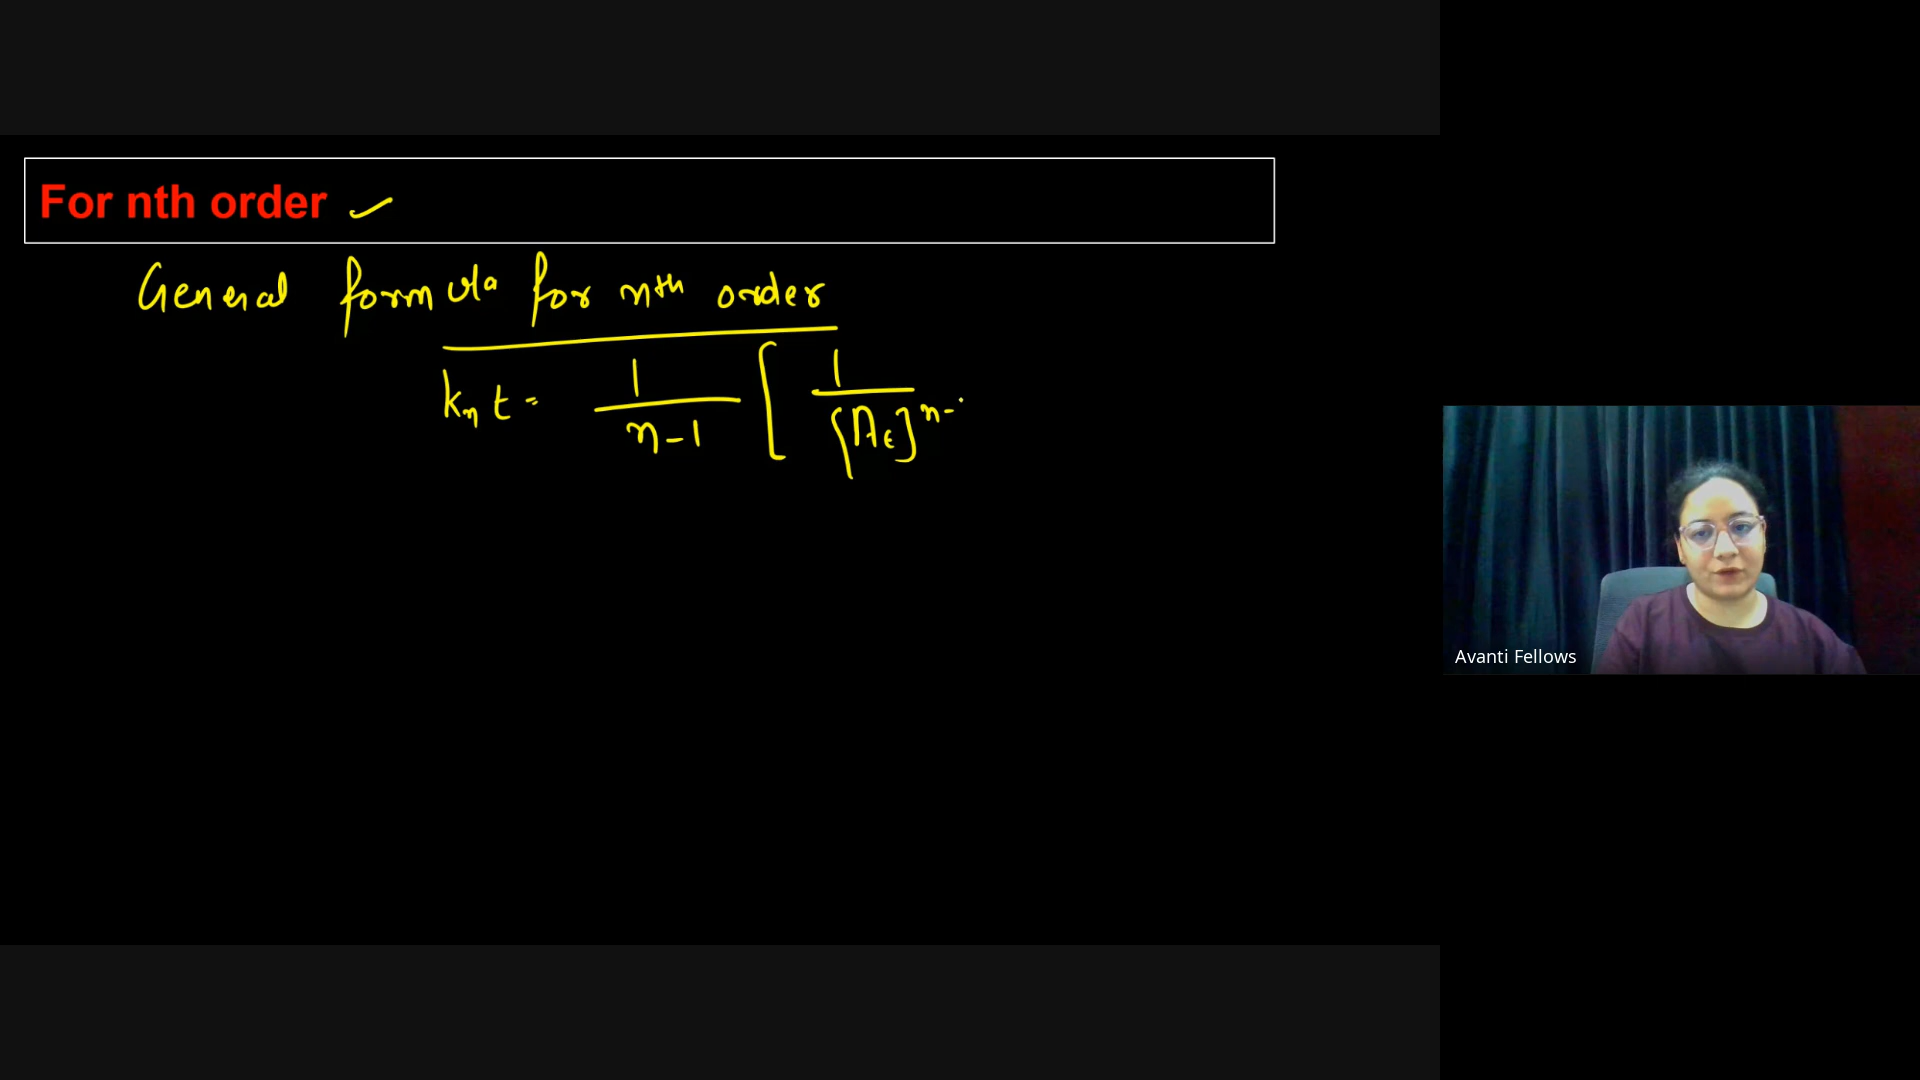 For nth order
General formula for nth order
kₙ t = 1/(n-1) [ 1/[Aₜ]ⁿ⁻
Avanti Fellows